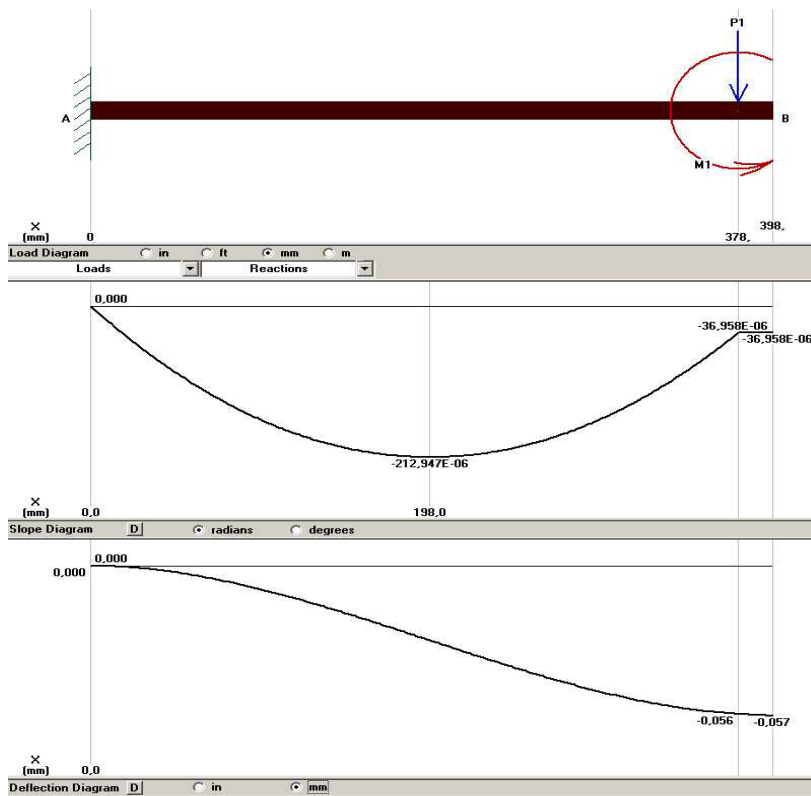 P1
A
B
M1
X
(mm)
0
378,
398,
Load Diagram in ft mm m
Loads Reactions
0,000
-36,958E-06
-36,958E-06
-212,947E-06
X
(mm)
0,0
198,0
Slope Diagram D radians degrees
0,000
0,000
-0,056
-0,057
X
(mm)
0,0
Deflection Diagram D in mm